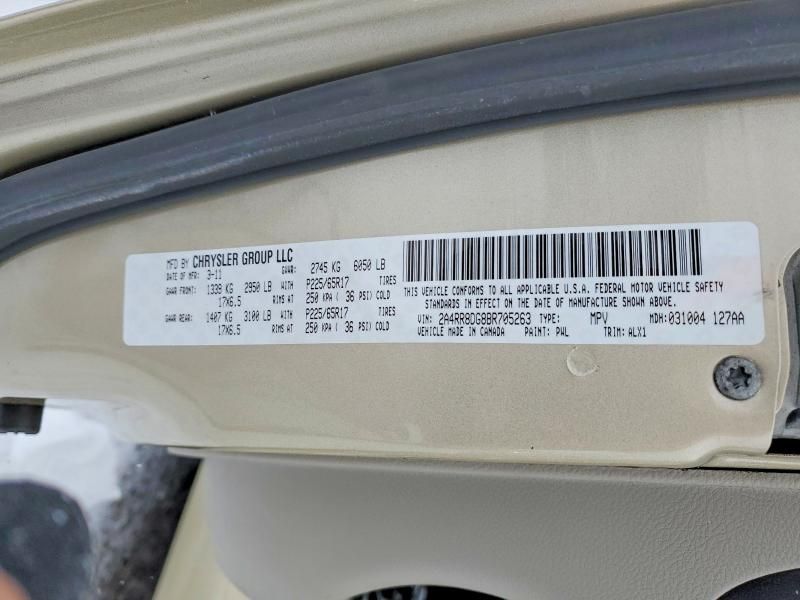 MFD BY CHRYSLER GROUP LLC
DATE OF MFR: 3-11 GVWR: 2745 KG 6050 LB
GAWR FRONT: 1338 KG 2950 LB WITH P225/65R17 TIRES
17X6.5 RIMS AT 250 KPA ( 36 PSI) COLD
GAWR REAR: 1407 KG 3100 LB WITH P225/65R17 TIRES
17X6.5 RIMS AT 250 KPA ( 36 PSI) COLD
THIS VEHICLE CONFORMS TO ALL APPLICABLE U.S.A. FEDERAL MOTOR VEHICLE SAFETY
STANDARDS IN EFFECT ON THE DATE OF MANUFACTURE SHOWN ABOVE.
VIN: 2A4RR8DG8BR705263 TYPE: MPV MDH: 031004 127AA
VEHICLE MADE IN CANADA PAINT: PWL TRIM: ALX1